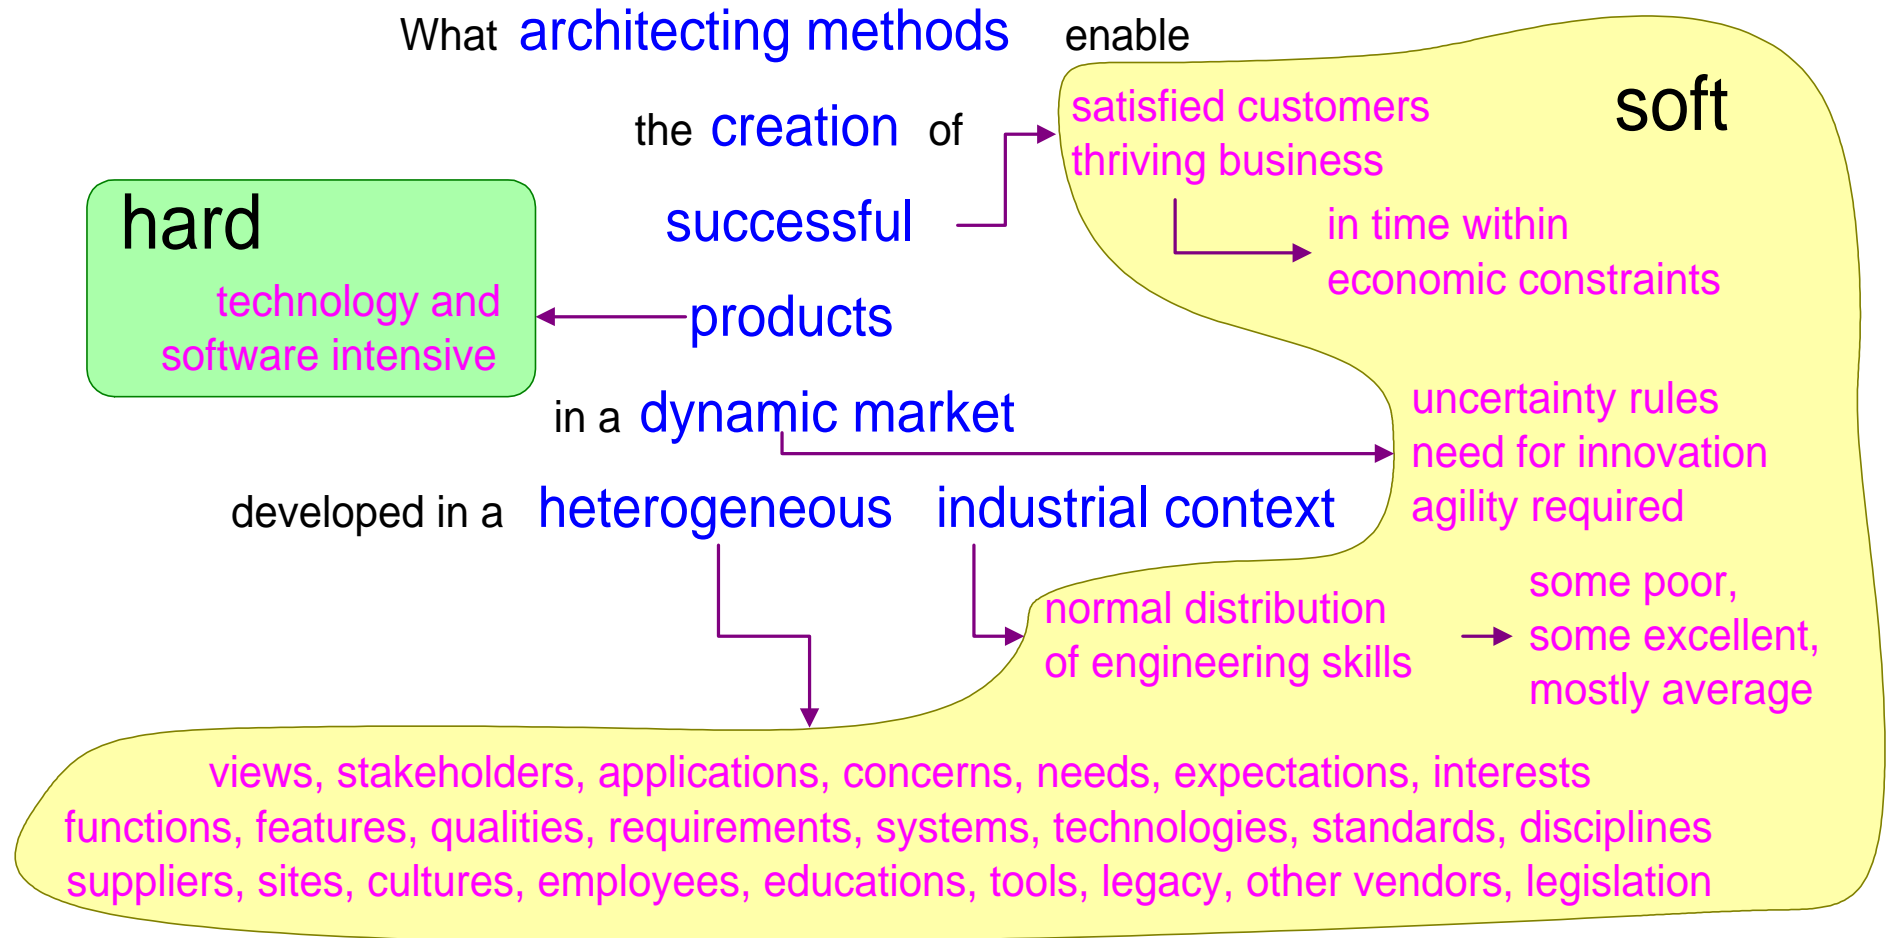 What architecting methods enable
the creation of
successful
products
in a dynamic market
developed in a heterogeneous industrial context
hard
technology and
software intensive
soft
satisfied customers
thriving business
in time within
economic constraints
uncertainty rules
need for innovation
agility required
normal distribution
of engineering skills
some poor,
some excellent,
mostly average
views, stakeholders, applications, concerns, needs, expectations, interests
functions, features, qualities, requirements, systems, technologies, standards, disciplines
suppliers, sites, cultures, employees, educations, tools, legacy, other vendors, legislation